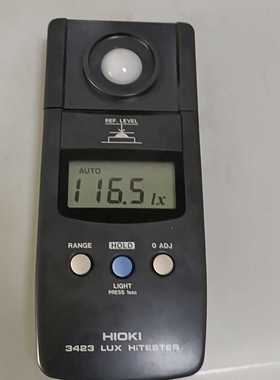 REF. LEVEL
AUTO
116.5 lx
RANGE HOLD 0 ADJ
LIGHT
PRESS 1sec
HIOKI
3423 LUX HiTESTER